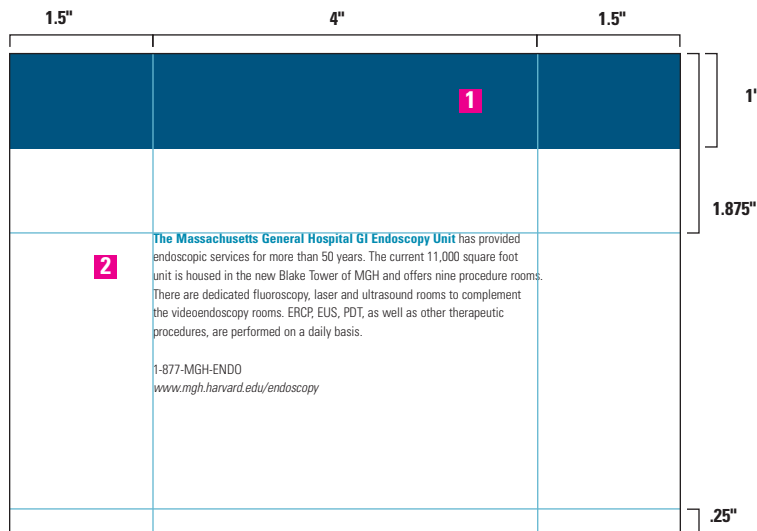 1.5" 4" 1.5"
1
1'
1.875"
The Massachusetts General Hospital GI Endoscopy Unit has provided
endoscopic services for more than 50 years. The current 11,000 square foot
unit is housed in the new Blake Tower of MGH and offers nine procedure rooms.
There are dedicated fluoroscopy, laser and ultrasound rooms to complement
the videoendoscopy rooms. ERCP, EUS, PDT, as well as other therapeutic
procedures, are performed on a daily basis.
2
1-877-MGH-ENDO
www.mgh.harvard.edu/endoscopy
.25"